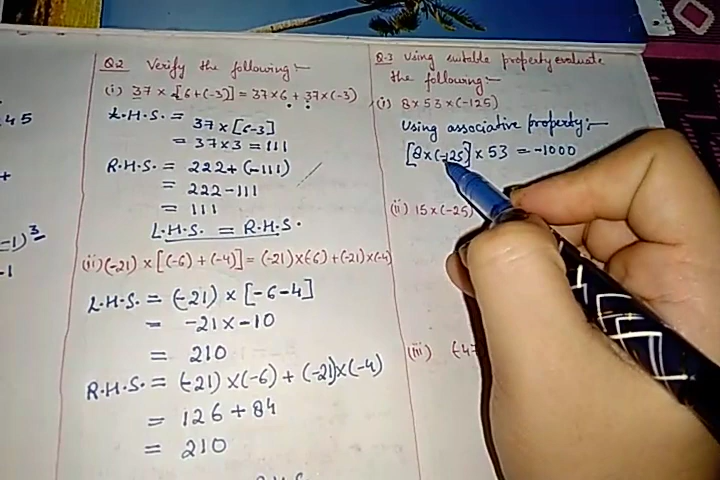 45
+
-1)³
-1
Q.2 Verify the following:-
(i) 37 × [6+(-3)] = 37×6 + 37×(-3)
L.H.S. = 37 × [6-3]
= 37×3 = 111
R.H.S. = 222 + (-111)
= 222 - 111
= 111
L.H.S. = R.H.S.
(ii) (-21) × [(-6) + (-4)] = (-21)×(-6) + (-21)×(-4)
L.H.S. = (-21) × [-6-4]
= -21×-10
= 210
R.H.S. = (-21)×(-6) + (-21)×(-4)
= 126 + 84
= 210
Q.3 Using suitable property evaluate
the following:-
(i) 8×53×(-125)
Using associative property:-
[8×(-125)]×53 = -1000
(ii) 15×(-25)
(iii) (-47